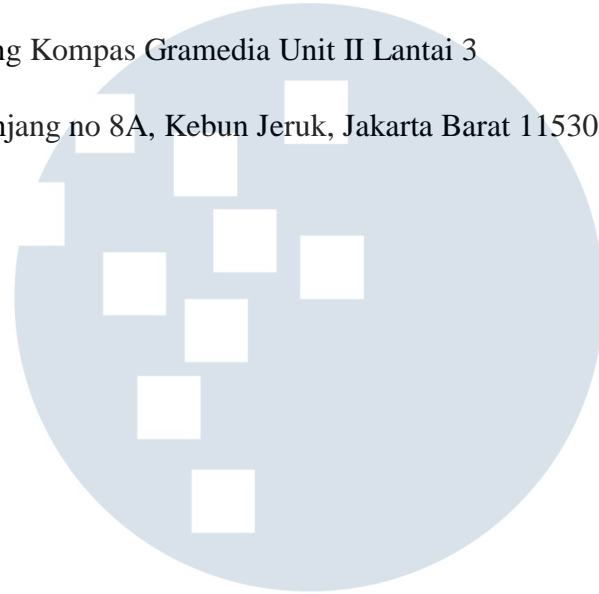 ng Kompas Gramedia Unit II Lantai 3
njang no 8A, Kebun Jeruk, Jakarta Barat 11530